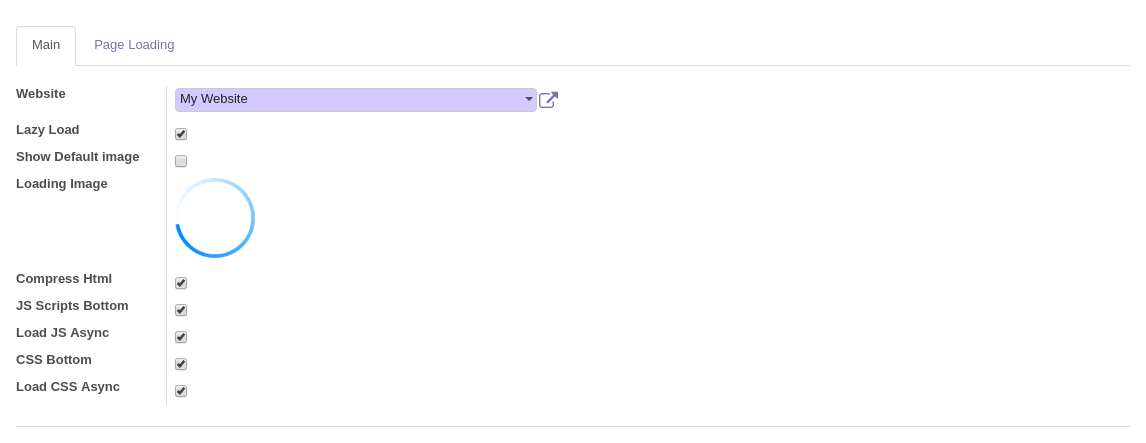 Main Page Loading
Website My Website
Lazy Load
Show Default image
Loading Image
Compress Html
JS Scripts Bottom
Load JS Async
CSS Bottom
Load CSS Async